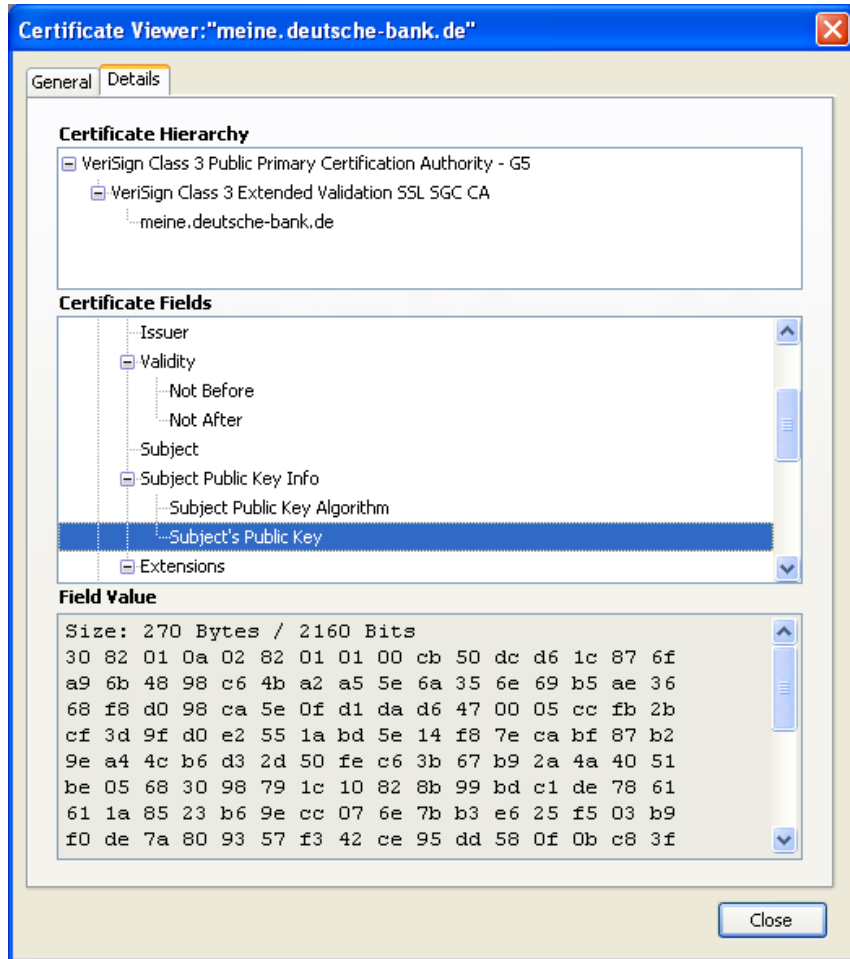 Certificate Viewer:"meine.deutsche-bank.de"
General
Details
Certificate Hierarchy
VeriSign Class 3 Public Primary Certification Authority - G5
VeriSign Class 3 Extended Validation SSL SGC CA
meine.deutsche-bank.de
Certificate Fields
Issuer
Validity
Not Before
Not After
Subject
Subject Public Key Info
Subject Public Key Algorithm
Subject's Public Key
Extensions
Field Value
Size: 270 Bytes / 2160 Bits
30 82 01 0a 02 82 01 01 00 cb 50 dc d6 1c 87 6f
a9 6b 48 98 c6 4b a2 a5 5e 6a 35 6e 69 b5 ae 36
68 f8 d0 98 ca 5e 0f d1 da d6 47 00 05 cc fb 2b
cf 3d 9f d0 e2 55 1a bd 5e 14 f8 7e ca bf 87 b2
9e a4 4c b6 d3 2d 50 fe c6 3b 67 b9 2a 4a 40 51
be 05 68 30 98 79 1c 10 82 8b 99 bd c1 de 78 61
61 1a 85 23 b6 9e cc 07 6e 7b b3 e6 25 f5 03 b9
f0 de 7a 80 93 57 f3 42 ce 95 dd 58 0f 0b c8 3f
Close